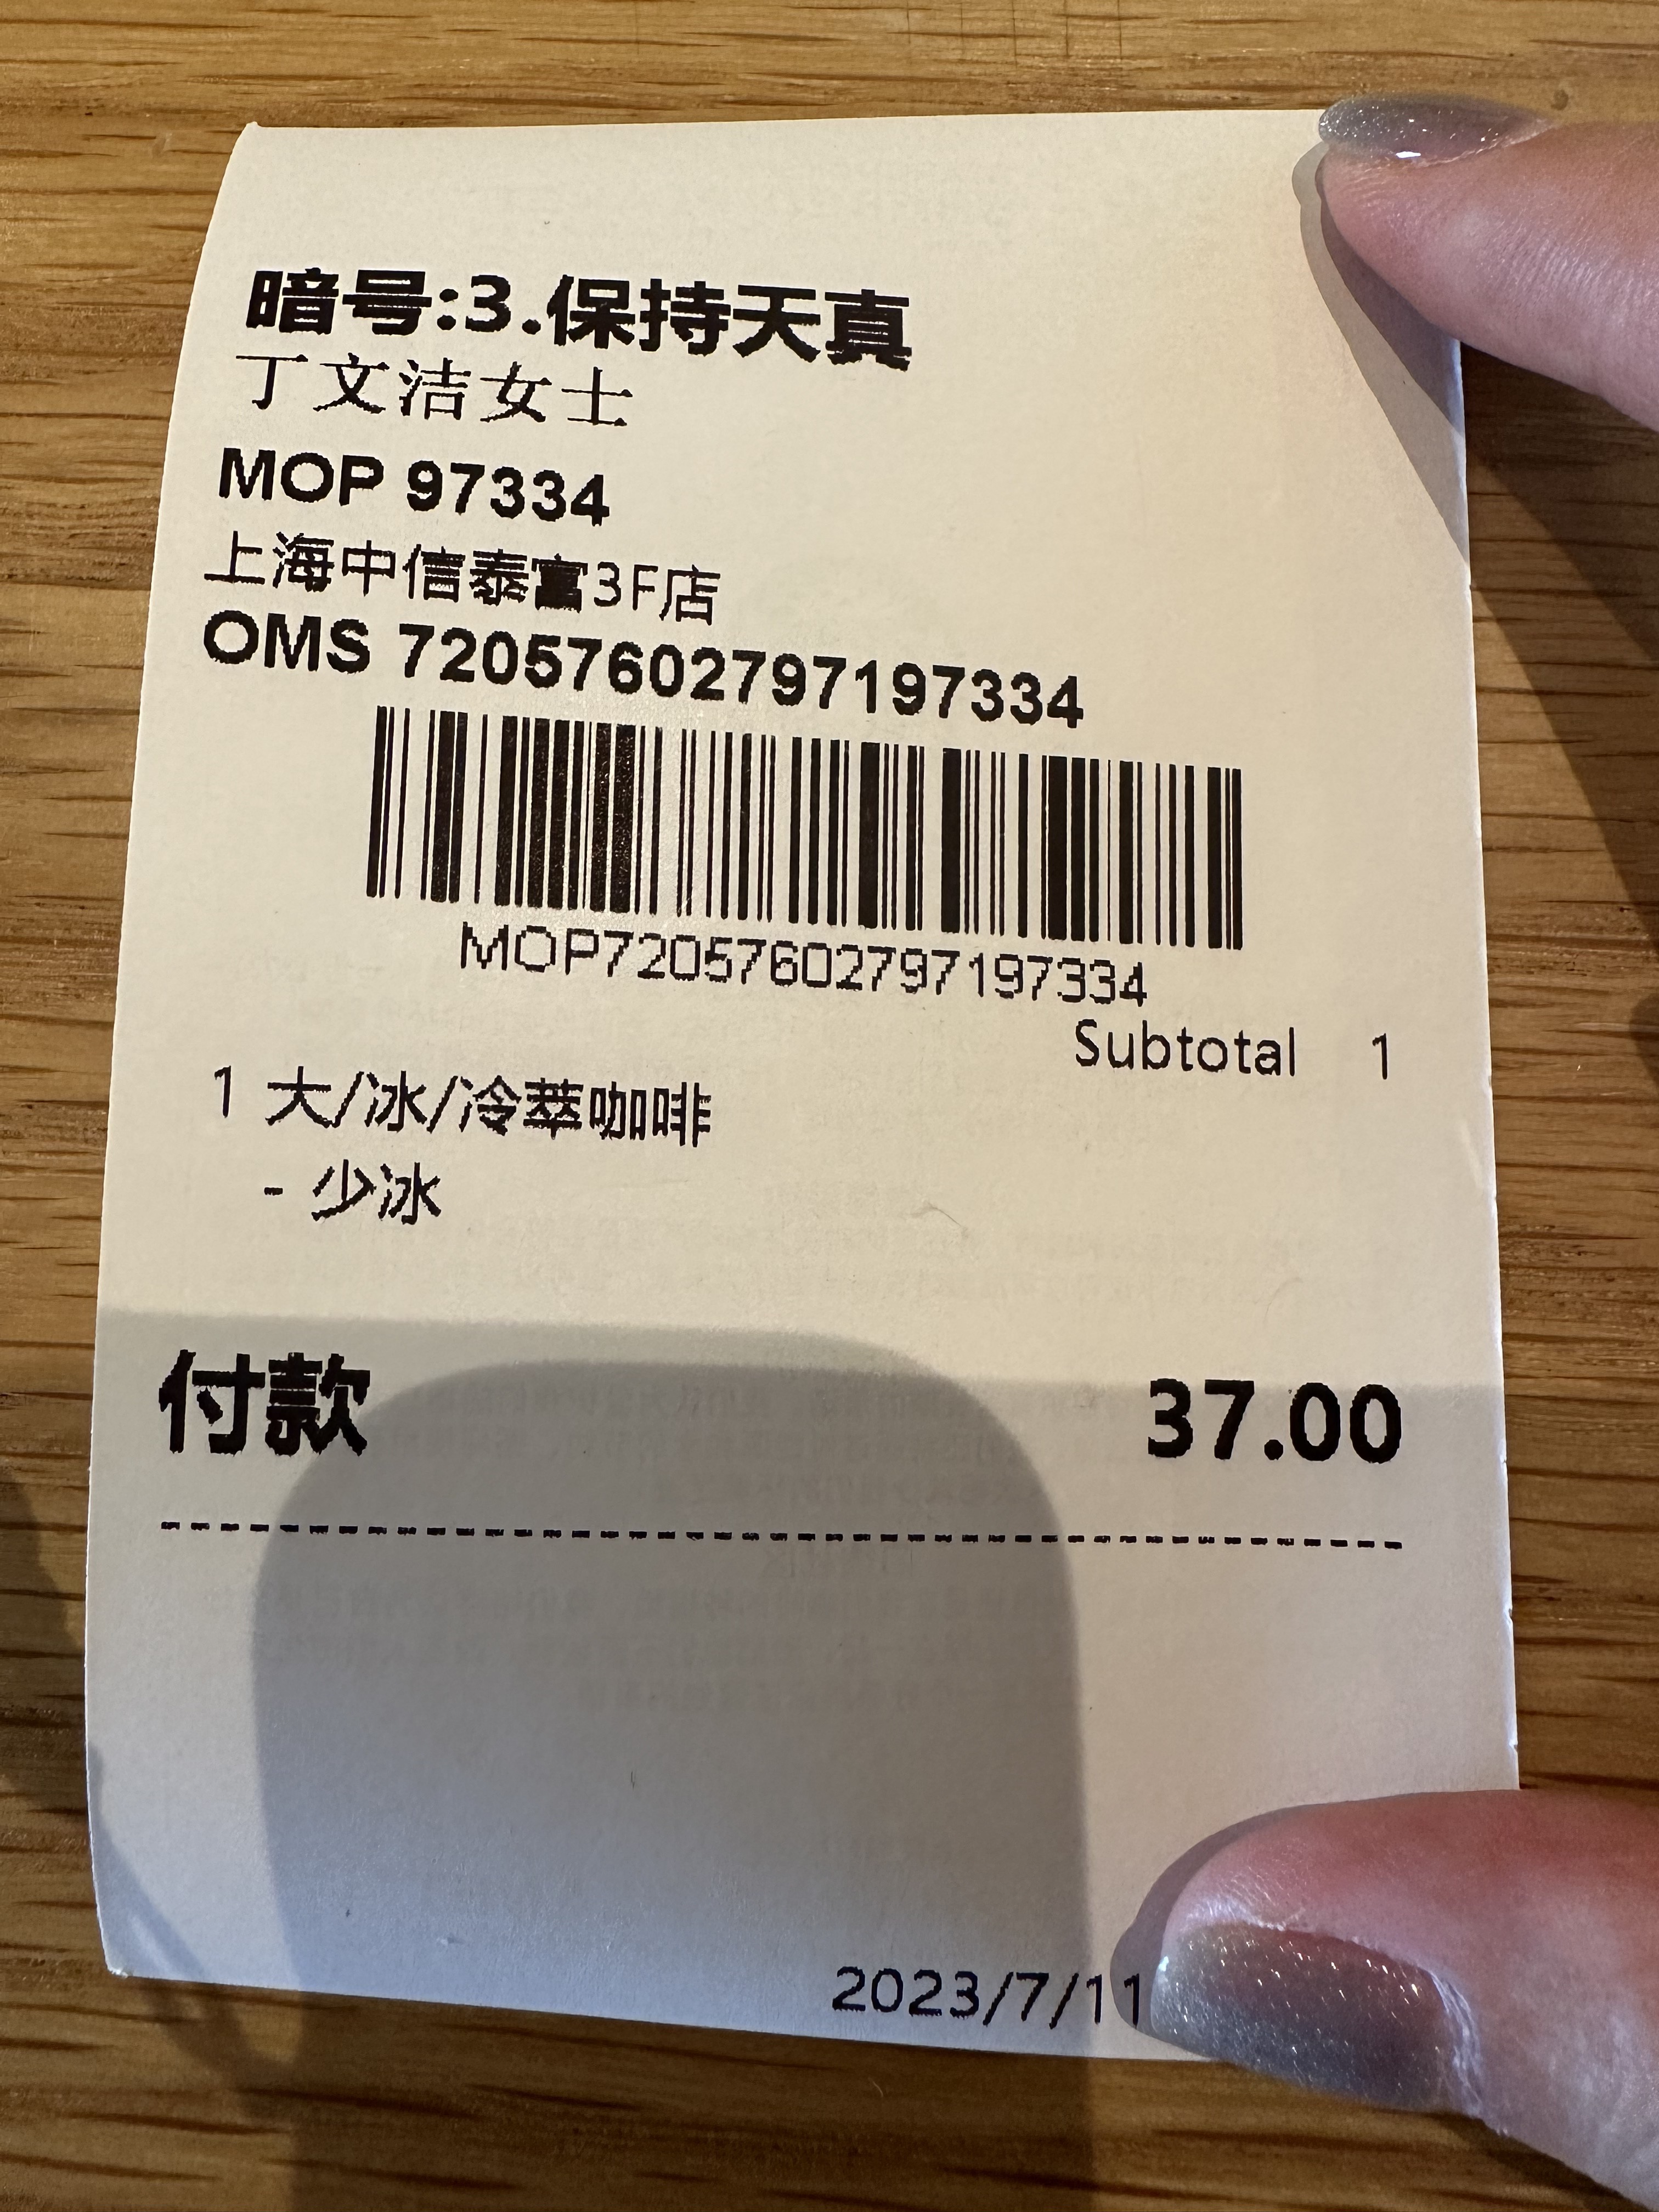 暗号:3.保持天真
丁文洁女士
MOP 97334
上海中信泰富3F店
OMS 72057602797197334
MOP72057602797197334
Subtotal 1
1 大/冰/冷萃咖啡
- 少冰
付款 37.00
2023/7/11